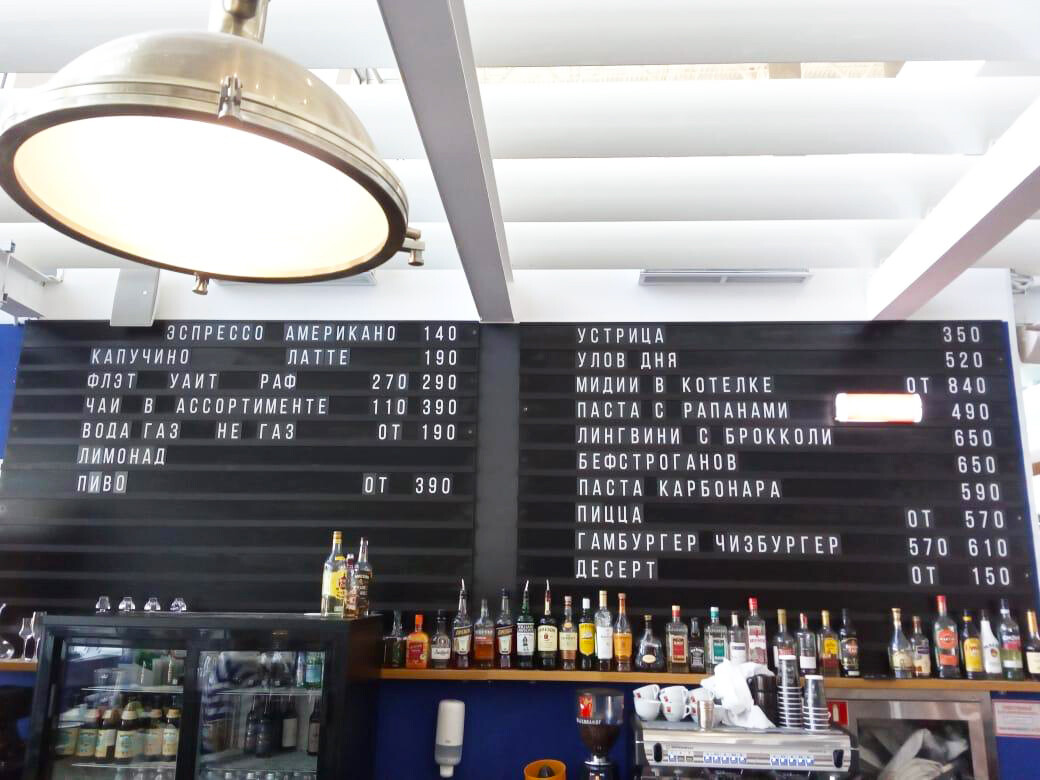 ЭСПРЕССО АМЕРИКАНО 140
КАПУЧИНО ЛАТТЕ 190
ФЛЭТ УАИТ РАФ 270 290
ЧАИ В АССОРТИМЕНТЕ 110 390
ВОДА ГАЗ НЕ ГАЗ ОТ 190
ЛИМОНАД
ПИВО ОТ 390
УСТРИЦА 350
УЛОВ ДНЯ 520
МИДИИ В КОТЕЛКЕ ОТ 840
ПАСТА С РАПАНАМИ 490
ЛИНГВИНИ С БРОККОЛИ 650
БЕФСТРОГАНОВ 650
ПАСТА КАРБОНАРА 590
ПИЦЦА ОТ 570
ГАМБУРГЕР ЧИЗБУРГЕР 570 610
ДЕСЕРТ ОТ 150